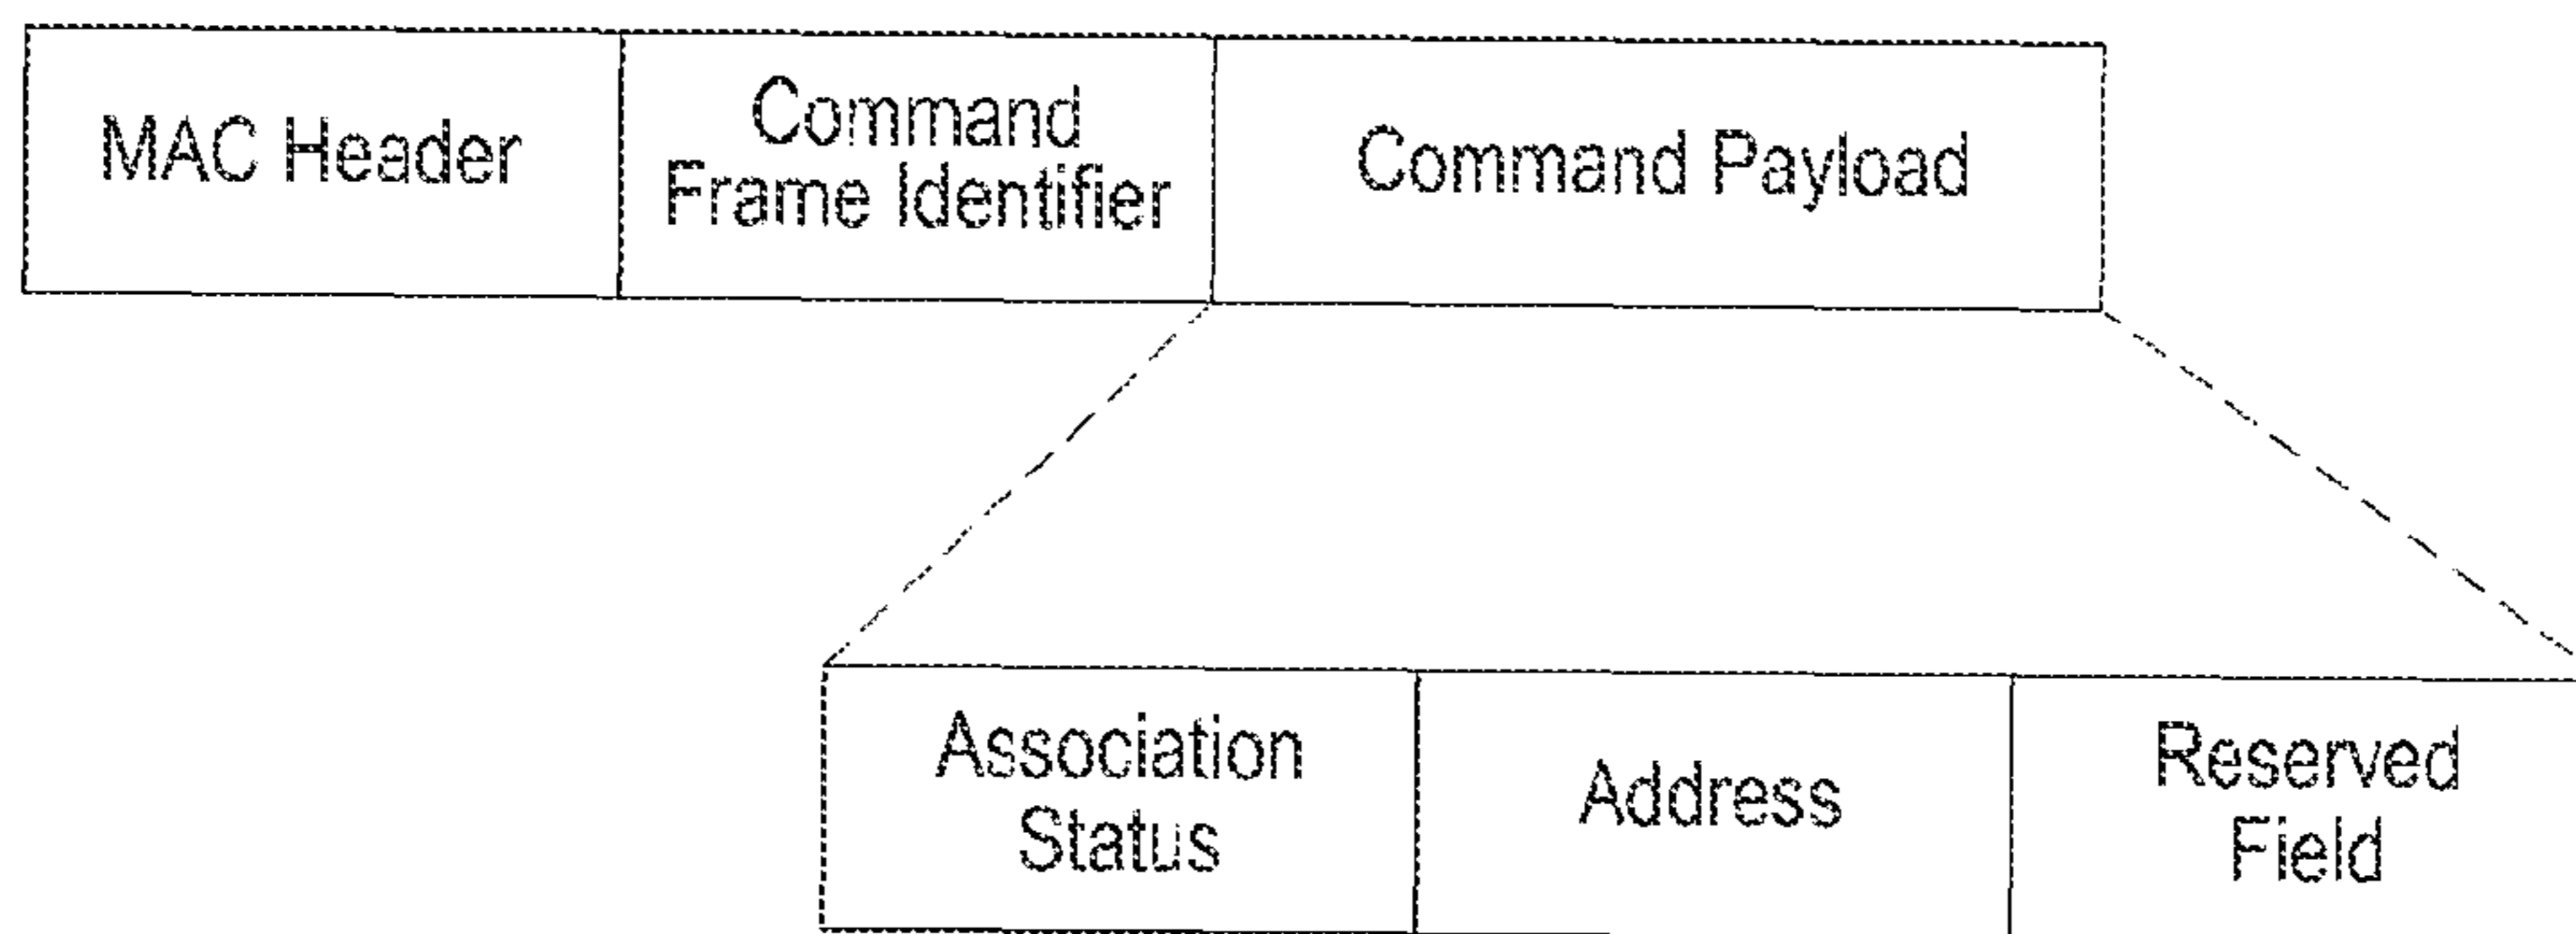 MAC Header
Command
Frame Identifier
Command Payload
Association
Status
Address
Reserved
Field